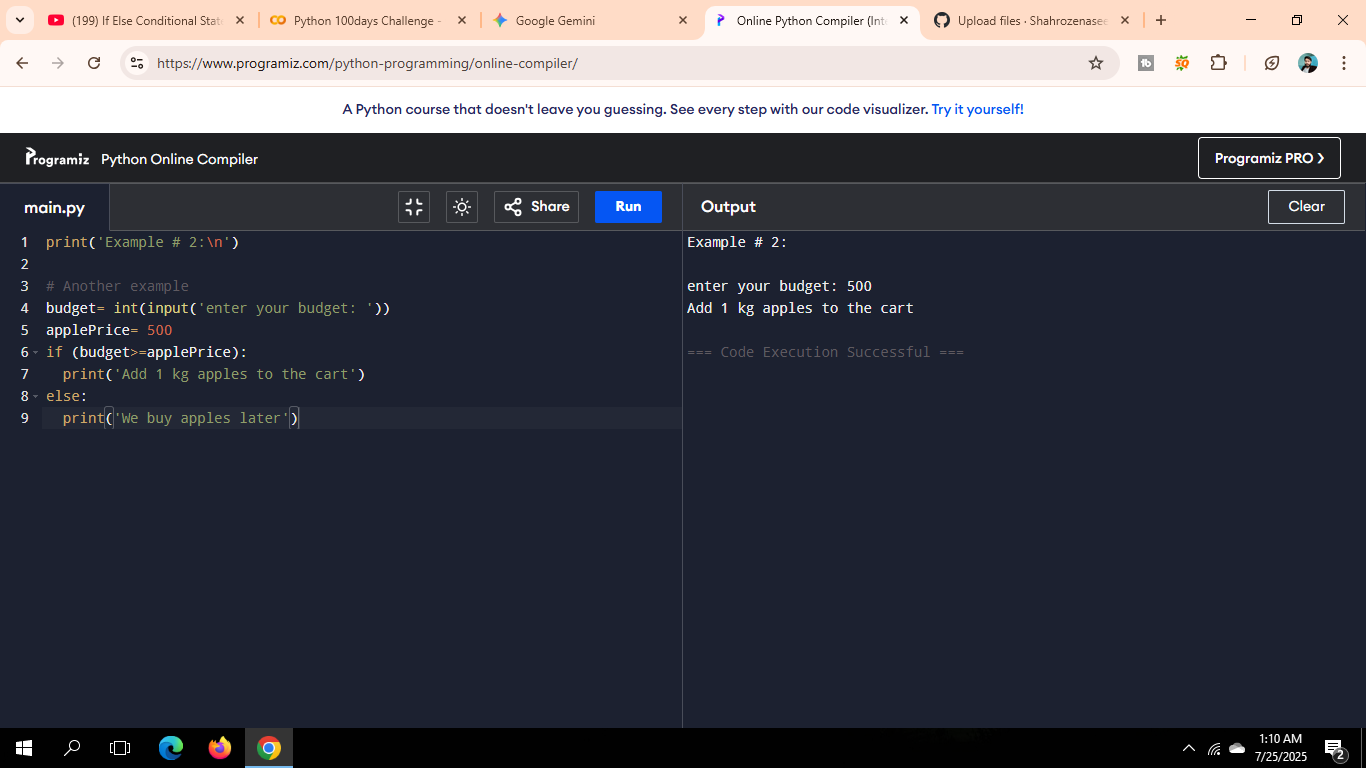 (199) If Else Conditional Stat
Python 100days Challenge -
Google Gemini
Online Python Compiler (Int
Upload files · Shahrozenasee
https://www.programiz.com/python-programming/online-compiler/
A Python course that doesn't leave you guessing. See every step with our code visualizer. Try it yourself!
Programiz Python Online Compiler
Programiz PRO ❯
main.py
Share
Run
Output
Clear
1 print('Example # 2:\n')
2
3 # Another example
4 budget= int(input('enter your budget: '))
5 applePrice= 500
6 if (budget>=applePrice):
7   print('Add 1 kg apples to the cart')
8 else:
9   print('We buy apples later')
Example # 2:
enter your budget: 500
Add 1 kg apples to the cart
=== Code Execution Successful ===
1:10 AM
7/25/2025
2